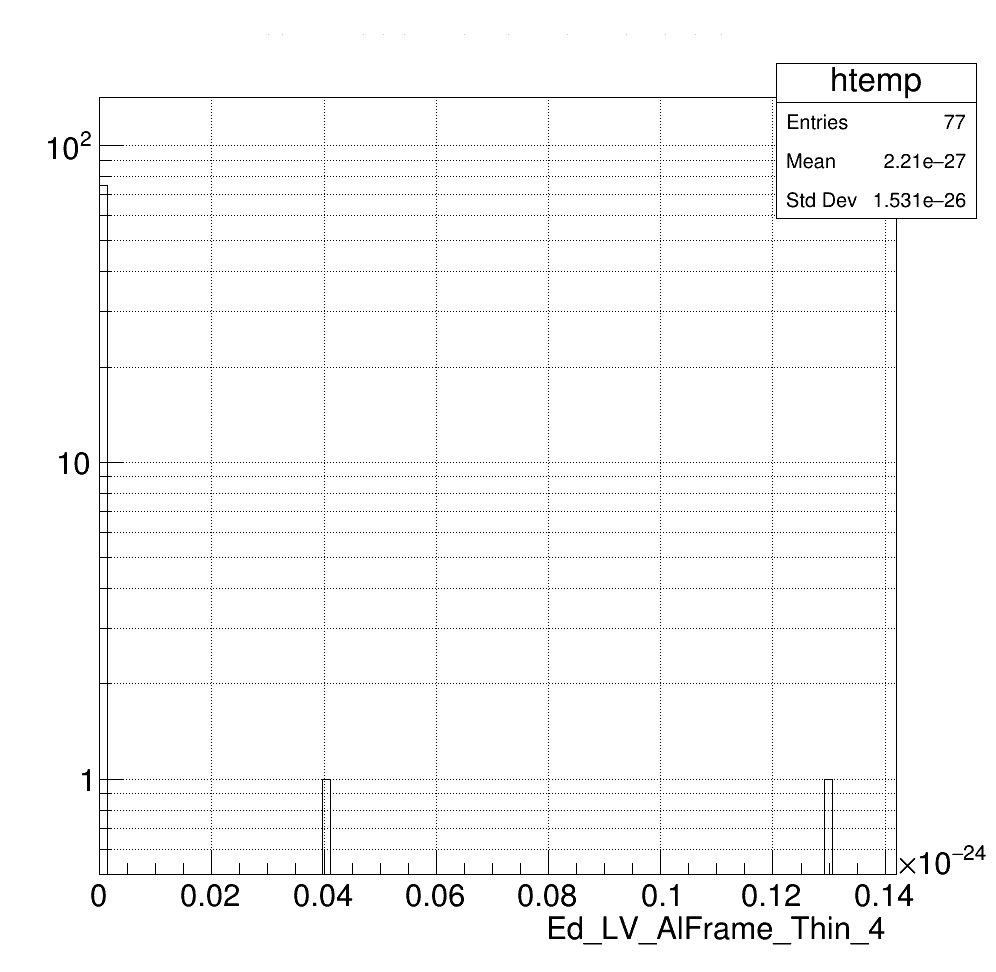 htemp
Entries 77
Mean 2.21e−27
Std Dev 1.531e−26
10²
10
1
0 0.02 0.04 0.06 0.08 0.1 0.12 0.14
×10⁻²⁴
Ed_LV_AlFrame_Thin_4